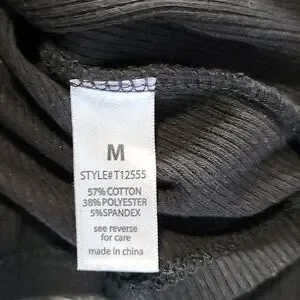 M
STYLE#T12555
57%COTTON
38%POLYESTER
5%SPANDEX
see reverse
for care
made in china